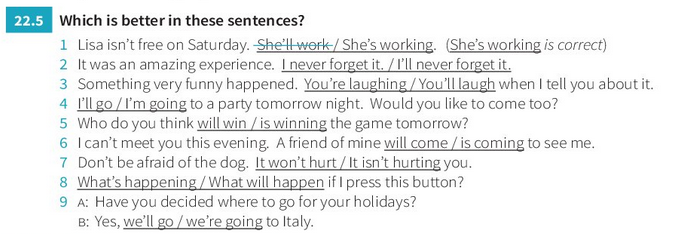 22.5 Which is better in these sentences?
1 Lisa isn't free on Saturday. She'll work / She's working. (She's working is correct)
2 It was an amazing experience. I never forget it. / I'll never forget it.
3 Something very funny happened. You're laughing / You'll laugh when I tell you about it.
4 I'll go / I'm going to a party tomorrow night. Would you like to come too?
5 Who do you think will win / is winning the game tomorrow?
6 I can't meet you this evening. A friend of mine will come / is coming to see me.
7 Don't be afraid of the dog. It won't hurt / It isn't hurting you.
8 What's happening / What will happen if I press this button?
9 A: Have you decided where to go for your holidays?
B: Yes, we'll go / we're going to Italy.